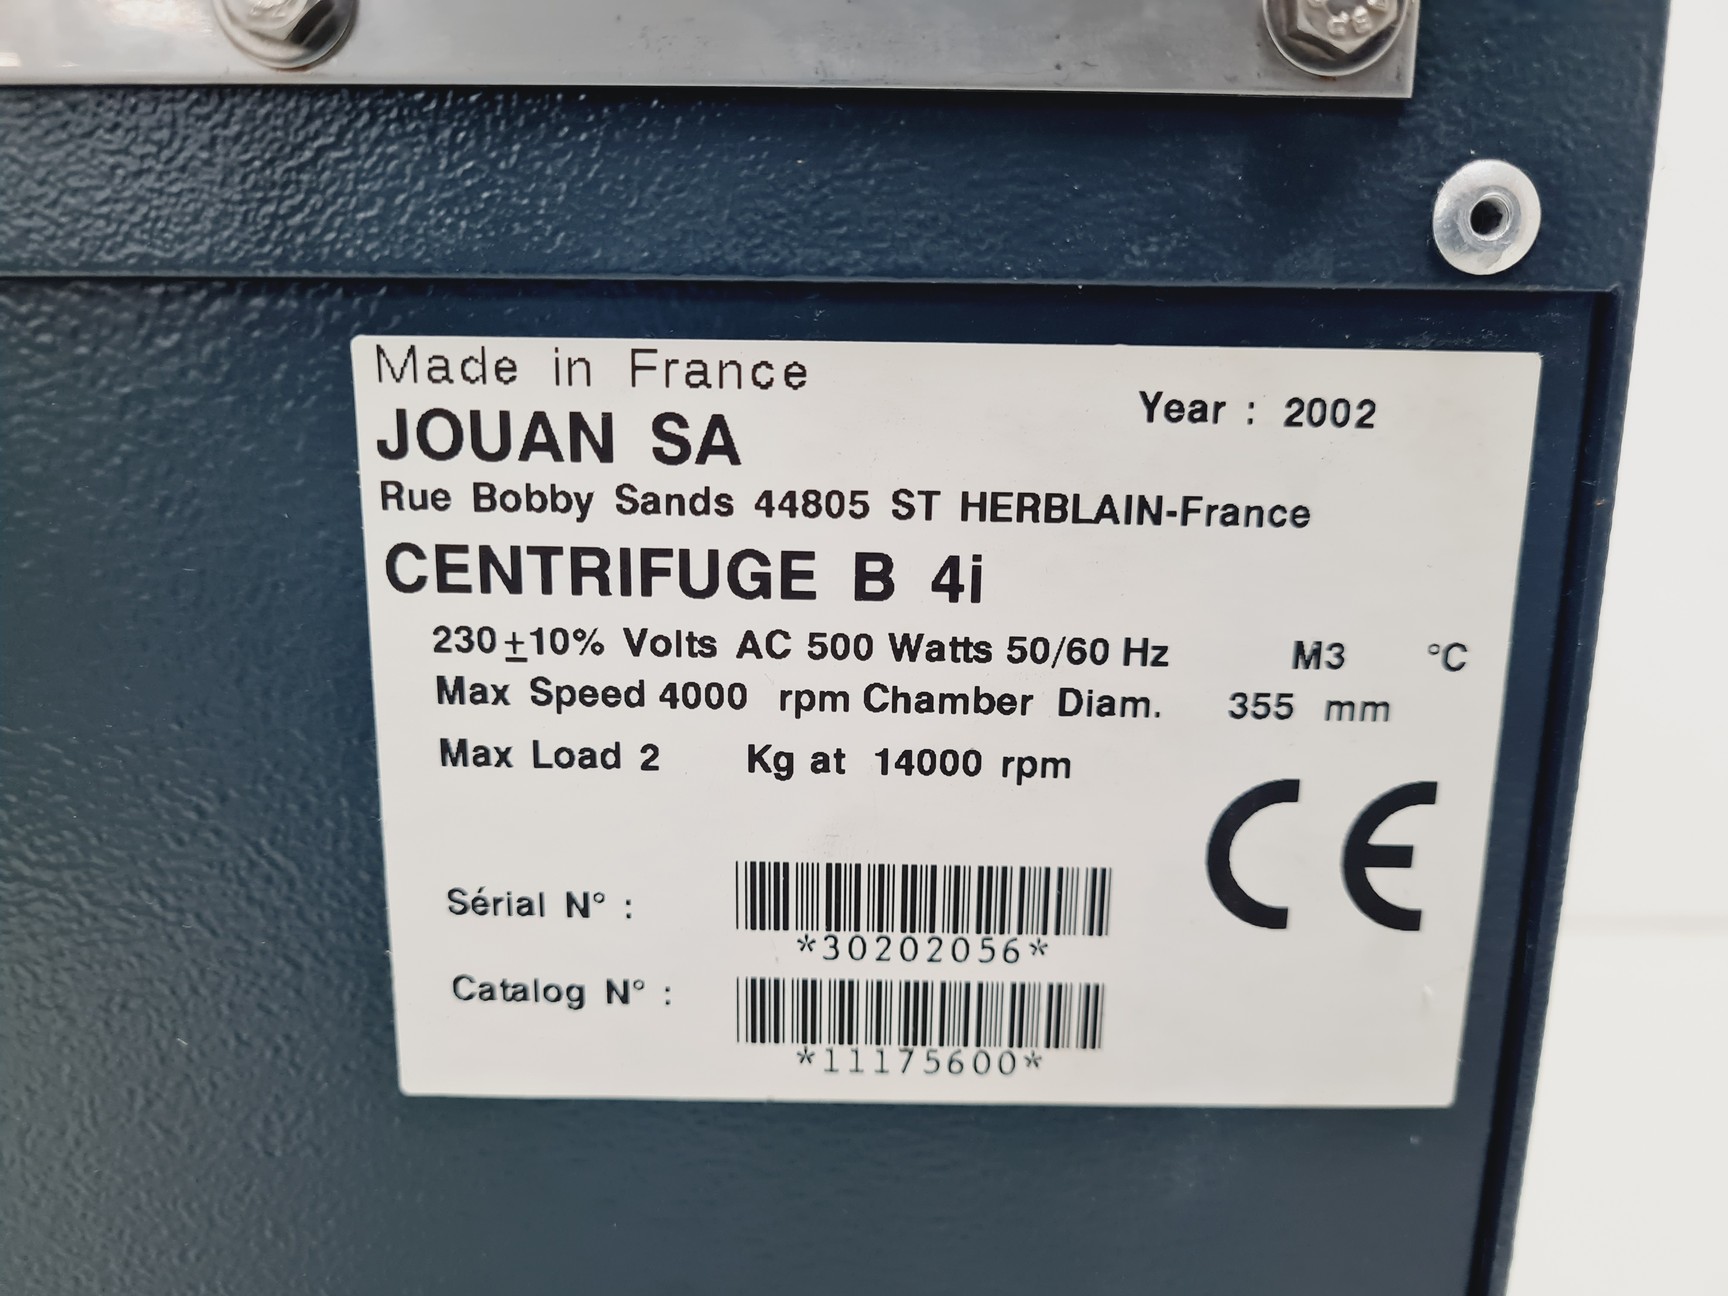 Made in France
Year : 2002
JOUAN SA
Rue Bobby Sands 44805 ST HERBLAIN-France
CENTRIFUGE B 4i
230±10% Volts AC 500 Watts 50/60 Hz M3 °C
Max Speed 4000 rpm Chamber Diam. 355 mm
Max Load 2 Kg at 14000 rpm
CE
Sérial N° :
*30202056*
Catalog N° :
*11175600*